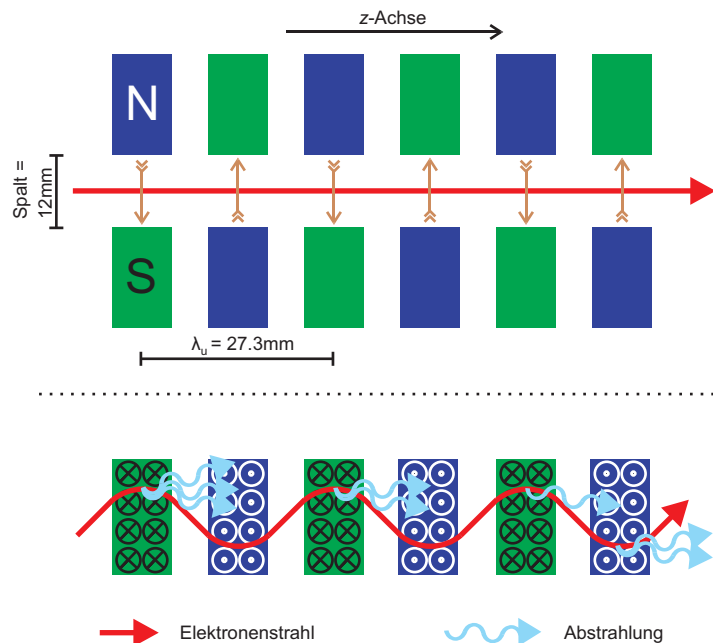 z-Achse
N
Spalt =
12mm
S
λu = 27.3mm
Elektronenstrahl
Abstrahlung